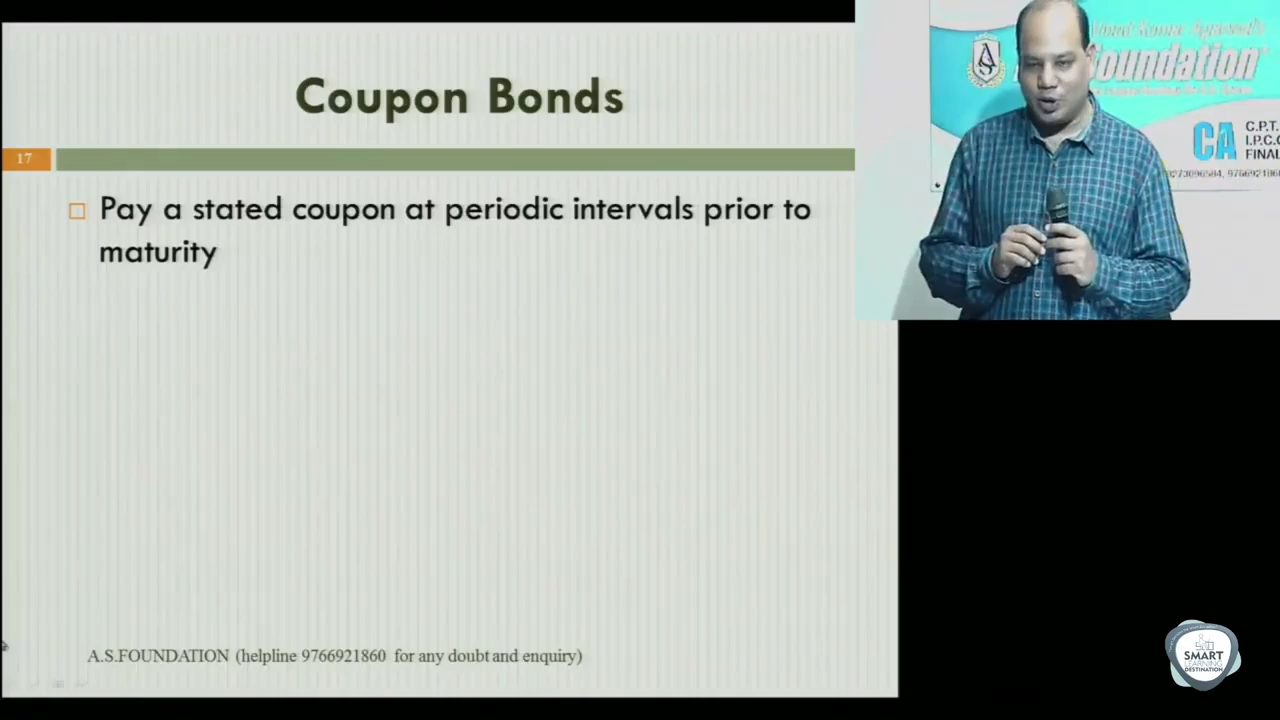 Coupon Bonds
17
Pay a stated coupon at periodic intervals prior to
maturity
A.S.FOUNDATION (helpline 9766921860 for any doubt and enquiry)
Foundation
CA
C.P.T.
I.P.C.C
FINAL
9766921860
SMART
LEARNING
DESTINATION